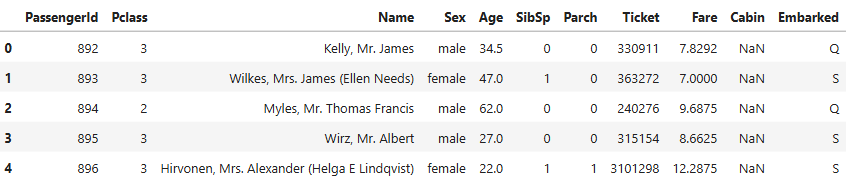 PassengerId Pclass Name Sex Age SibSp Parch Ticket Fare Cabin Embarked
0 892 3 Kelly, Mr. James male 34.5 0 0 330911 7.8292 NaN Q
1 893 3 Wilkes, Mrs. James (Ellen Needs) female 47.0 1 0 363272 7.0000 NaN S
2 894 2 Myles, Mr. Thomas Francis male 62.0 0 0 240276 9.6875 NaN Q
3 895 3 Wirz, Mr. Albert male 27.0 0 0 315154 8.6625 NaN S
4 896 3 Hirvonen, Mrs. Alexander (Helga E Lindqvist) female 22.0 1 1 3101298 12.2875 NaN S